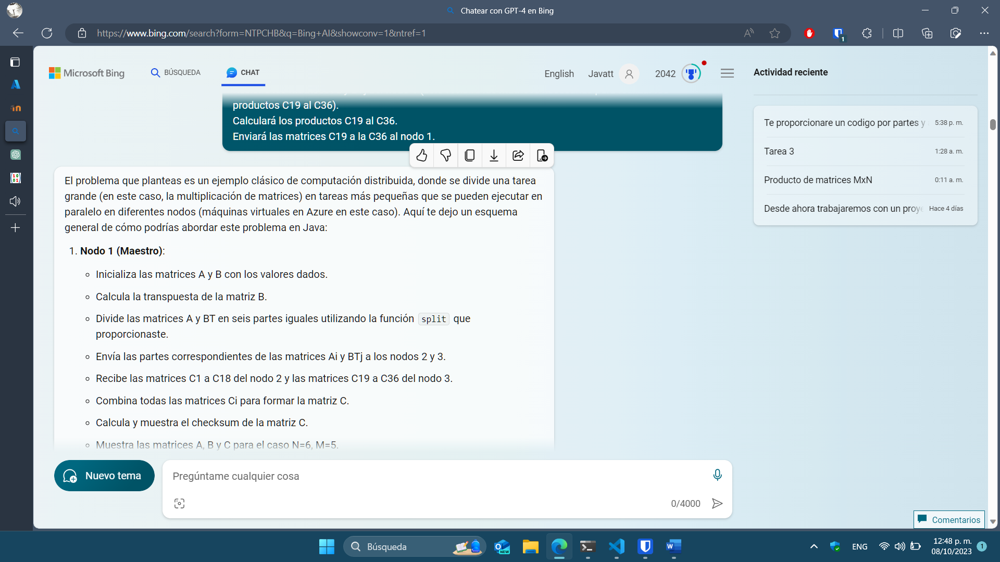 Chatear con GPT-4 en Bing
https://www.bing.com/search?form=NTPCHB&q=Bing+AI&showconv=1&ntref=1
1
Microsoft Bing
BÚSQUEDA
CHAT
English
Javatt
2042
productos C19 al C36).
Calculará los productos C19 al C36.
Enviará las matrices C19 a la C36 al nodo 1.
El problema que planteas es un ejemplo clásico de computación distribuida, donde se divide una tarea
grande (en este caso, la multiplicación de matrices) en tareas más pequeñas que se pueden ejecutar en
paralelo en diferentes nodos (máquinas virtuales en Azure en este caso). Aquí te dejo un esquema
general de cómo podrías abordar este problema en Java:
1. Nodo 1 (Maestro):
Inicializa las matrices A y B con los valores dados.
Calcula la transpuesta de la matriz B.
Divide las matrices A y BT en seis partes iguales utilizando la función split que
proporcionaste.
Envía las partes correspondientes de las matrices Ai y BTj a los nodos 2 y 3.
Recibe las matrices C1 a C18 del nodo 2 y las matrices C19 a C36 del nodo 3.
Combina todas las matrices Ci para formar la matriz C.
Calcula y muestra el checksum de la matriz C.
Muestra las matrices A, B y C para el caso N=6, M=5.
Nuevo tema
Pregúntame cualquier cosa
0/4000
Actividad reciente
Te proporcionare un codigo por partes y 5:38 p. m.
Tarea 3 1:28 a. m.
Producto de matrices MxN 0:11 a. m.
Desde ahora trabajaremos con un proye Hace 4 días
Comentarios
Búsqueda
NEW
ENG
12:48 p. m.
08/10/2023
1